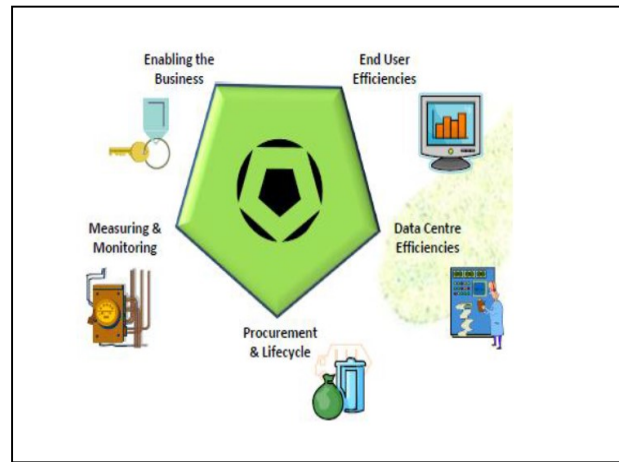 Enabling the
Business
End User
Efficiencies
Measuring &
Monitoring
Data Centre
Efficiencies
Procurement
& Lifecycle